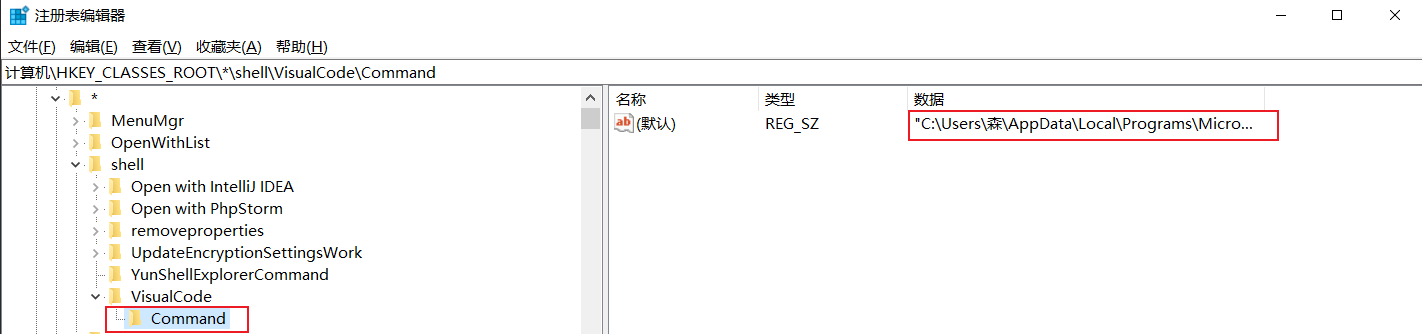 注册表编辑器
文件(F) 编辑(E) 查看(V) 收藏夹(A) 帮助(H)
计算机\HKEY_CLASSES_ROOT\*\shell\VisualCode\Command
*
MenuMgr
OpenWithList
shell
Open with IntelliJ IDEA
Open with PhpStorm
removeproperties
UpdateEncryptionSettingsWork
YunShellExplorerCommand
VisualCode
Command
名称 类型 数据
ab (默认) REG_SZ "C:\Users\森\AppData\Local\Programs\Micro...